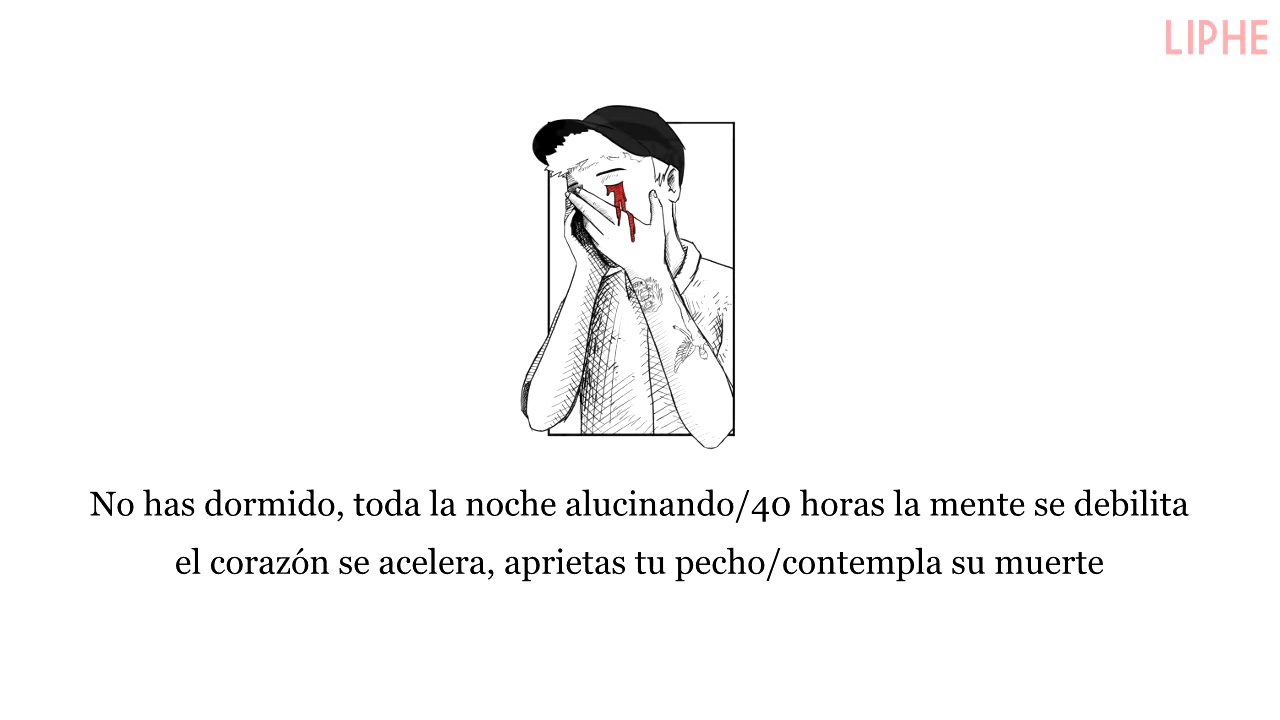 LIPHE
No has dormido, toda la noche alucinando/40 horas la mente se debilita
el corazón se acelera, aprietas tu pecho/contempla su muerte